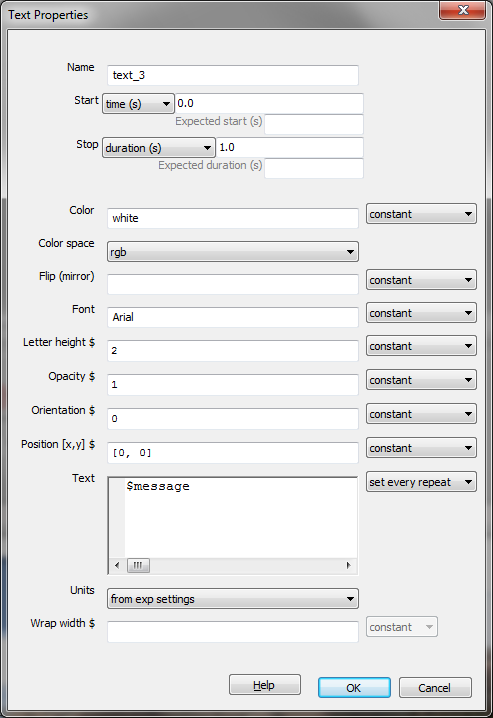 Text Properties
Name text_3
Start time (s) 0.0
Expected start (s)
Stop duration (s) 1.0
Expected duration (s)
Color white constant
Color space rgb
Flip (mirror) constant
Font Arial constant
Letter height $ 2 constant
Opacity $ 1 constant
Orientation $ 0 constant
Position [x,y] $ [0, 0] constant
Text $message set every repeat
Units from exp settings
Wrap width $ constant
Help OK Cancel